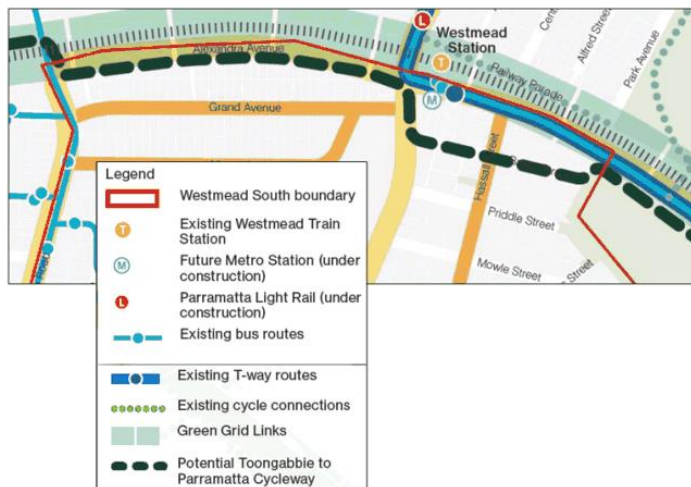 L
Westmead
Station
Cent
Alfred Street
Park Avenue
Alexandra Avenue
T
Railway Parade
M
Grand Avenue
Hassall Street
Priddle Street
Mowle Street
Street
Road
Legend
Westmead South boundary
T
Existing Westmead Train
Station
M
Future Metro Station (under
construction)
L
Parramatta Light Rail (under
construction)
Existing bus routes
Existing T-way routes
Existing cycle connections
Green Grid Links
Potential Toongabbie to
Parramatta Cycleway